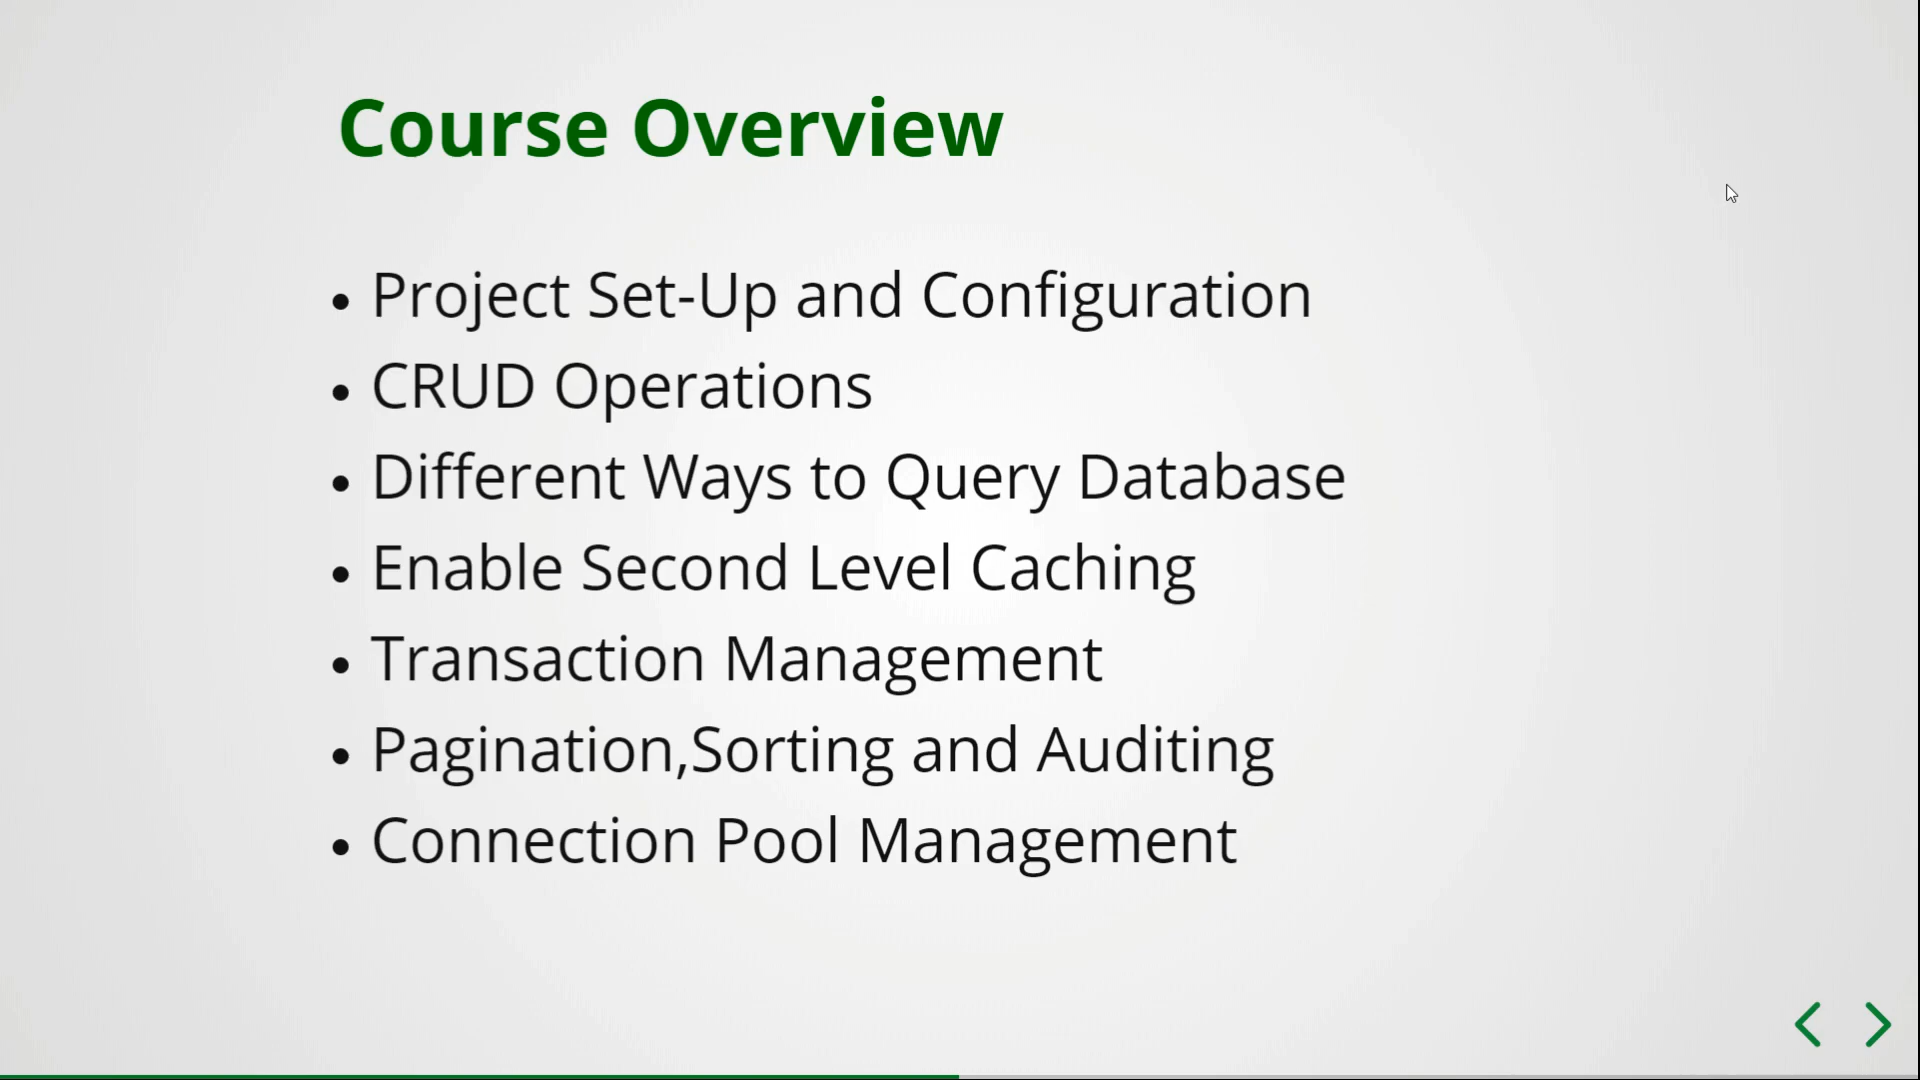 Course Overview
• Project Set-Up and Configuration
• CRUD Operations
• Different Ways to Query Database
• Enable Second Level Caching
• Transaction Management
• Pagination,Sorting and Auditing
• Connection Pool Management